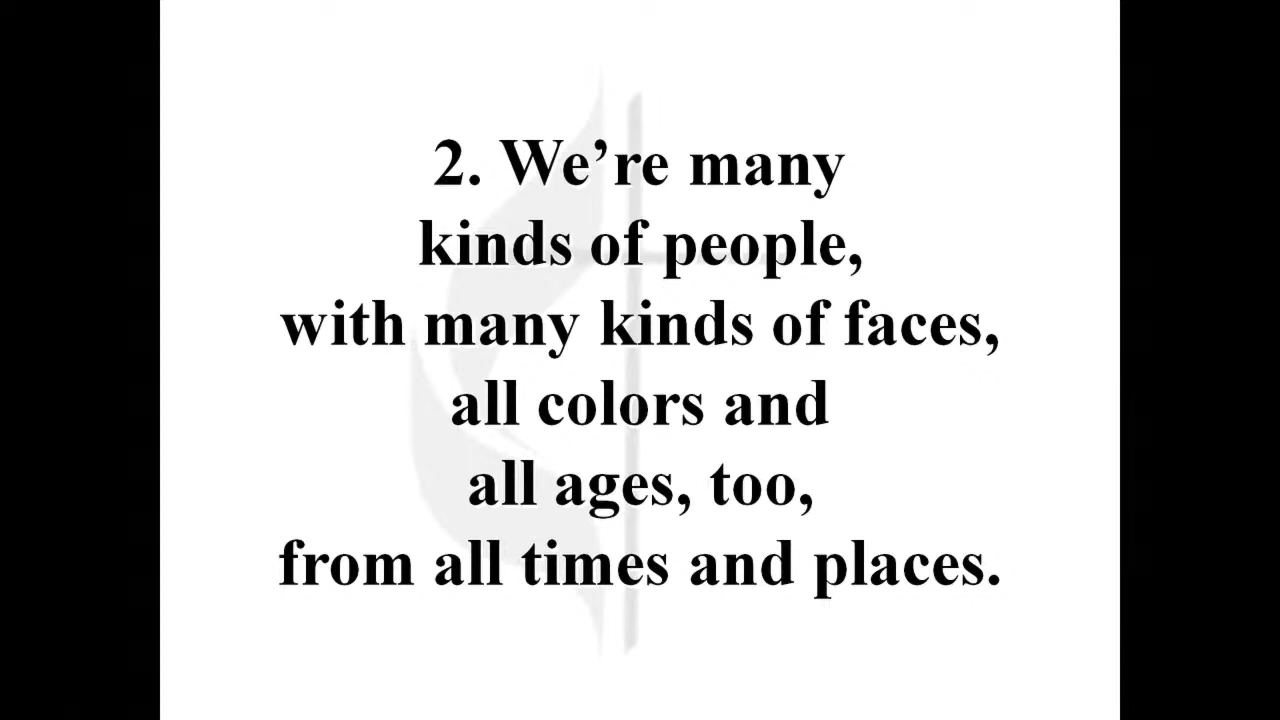 2. We’re many
kinds of people,
with many kinds of faces,
all colors and
all ages, too,
from all times and places.